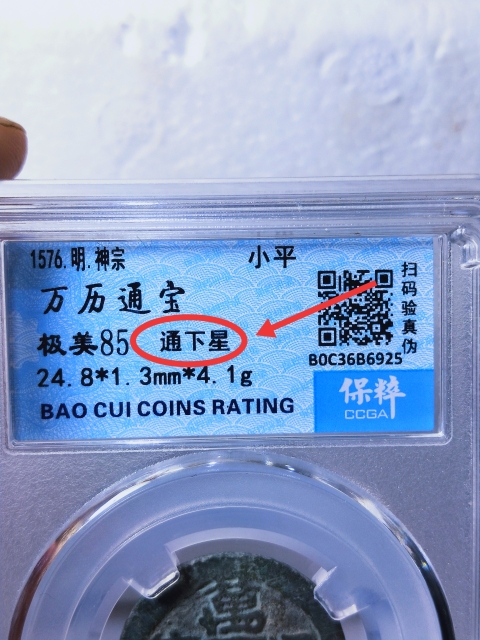 1576.明.神宗
小平
万历通宝
极美85 通下星
24.8*1.3mm*4.1g
BAO CUI COINS RATING
扫码验真伪
B0C36B6925
保粹
CCGA